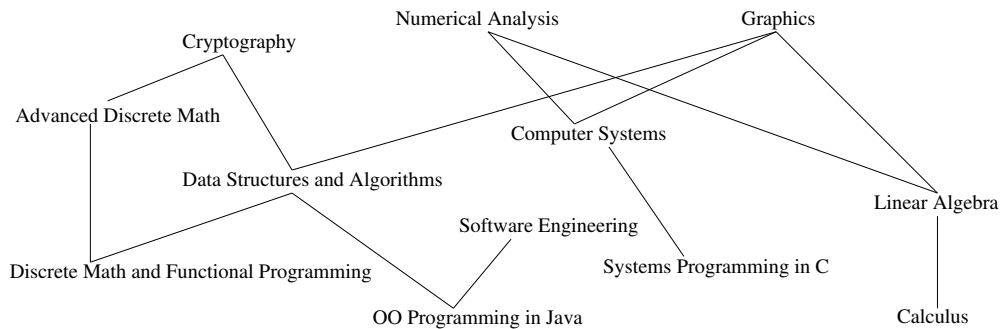 Numerical Analysis
Graphics
Cryptography
Advanced Discrete Math
Computer Systems
Data Structures and Algorithms
Linear Algebra
Software Engineering
Discrete Math and Functional Programming
Systems Programming in C
OO Programming in Java
Calculus